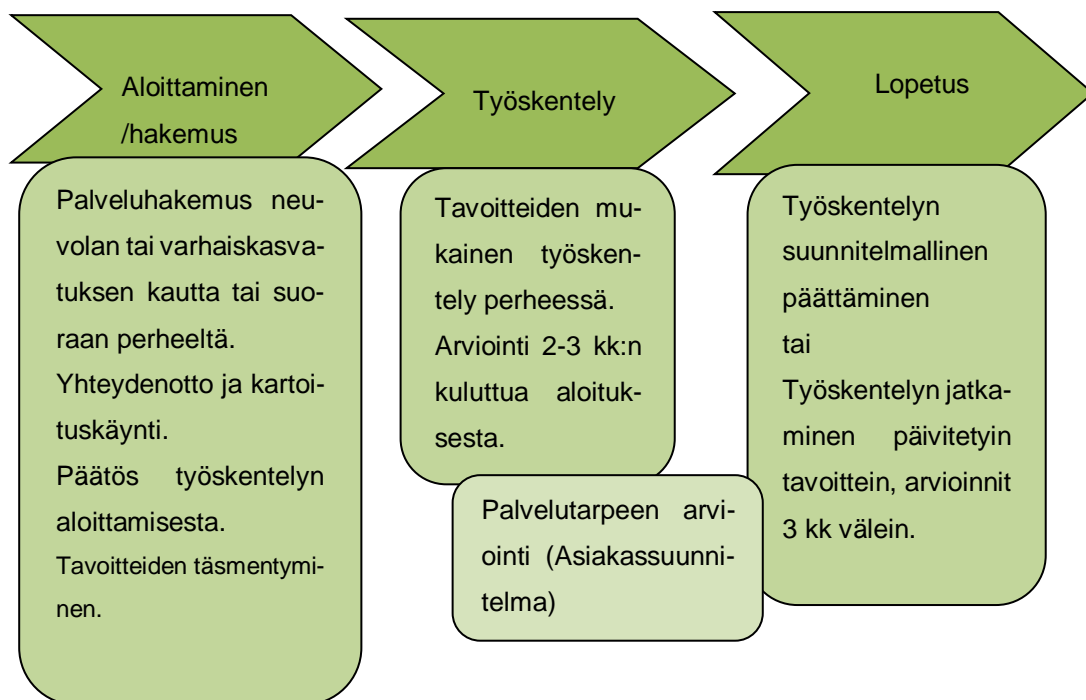 Aloittaminen
/hakemus
Palveluhakemus neu-
volan tai varhaiskasva-
tuksen kautta tai suo-
raan perheeltä.
Yhteydenotto ja kartoi-
tuskäynti.
Päätös työskentelyn
aloittamisesta.
Tavoitteiden täsmentymi-
nen.
Työskentely
Tavoitteiden mu-
kainen työsken-
tely perheessä.
Arviointi 2-3 kk:n
kuluttua aloituk-
sesta.
Palvelutarpeen arvi-
ointi (Asiakassuunni-
telma)
Lopetus
Työskentelyn
suunnitelmallinen
päättäminen
tai
Työskentelyn jatka-
minen päivitetyin
tavoittein, arvioinnit
3 kk välein.